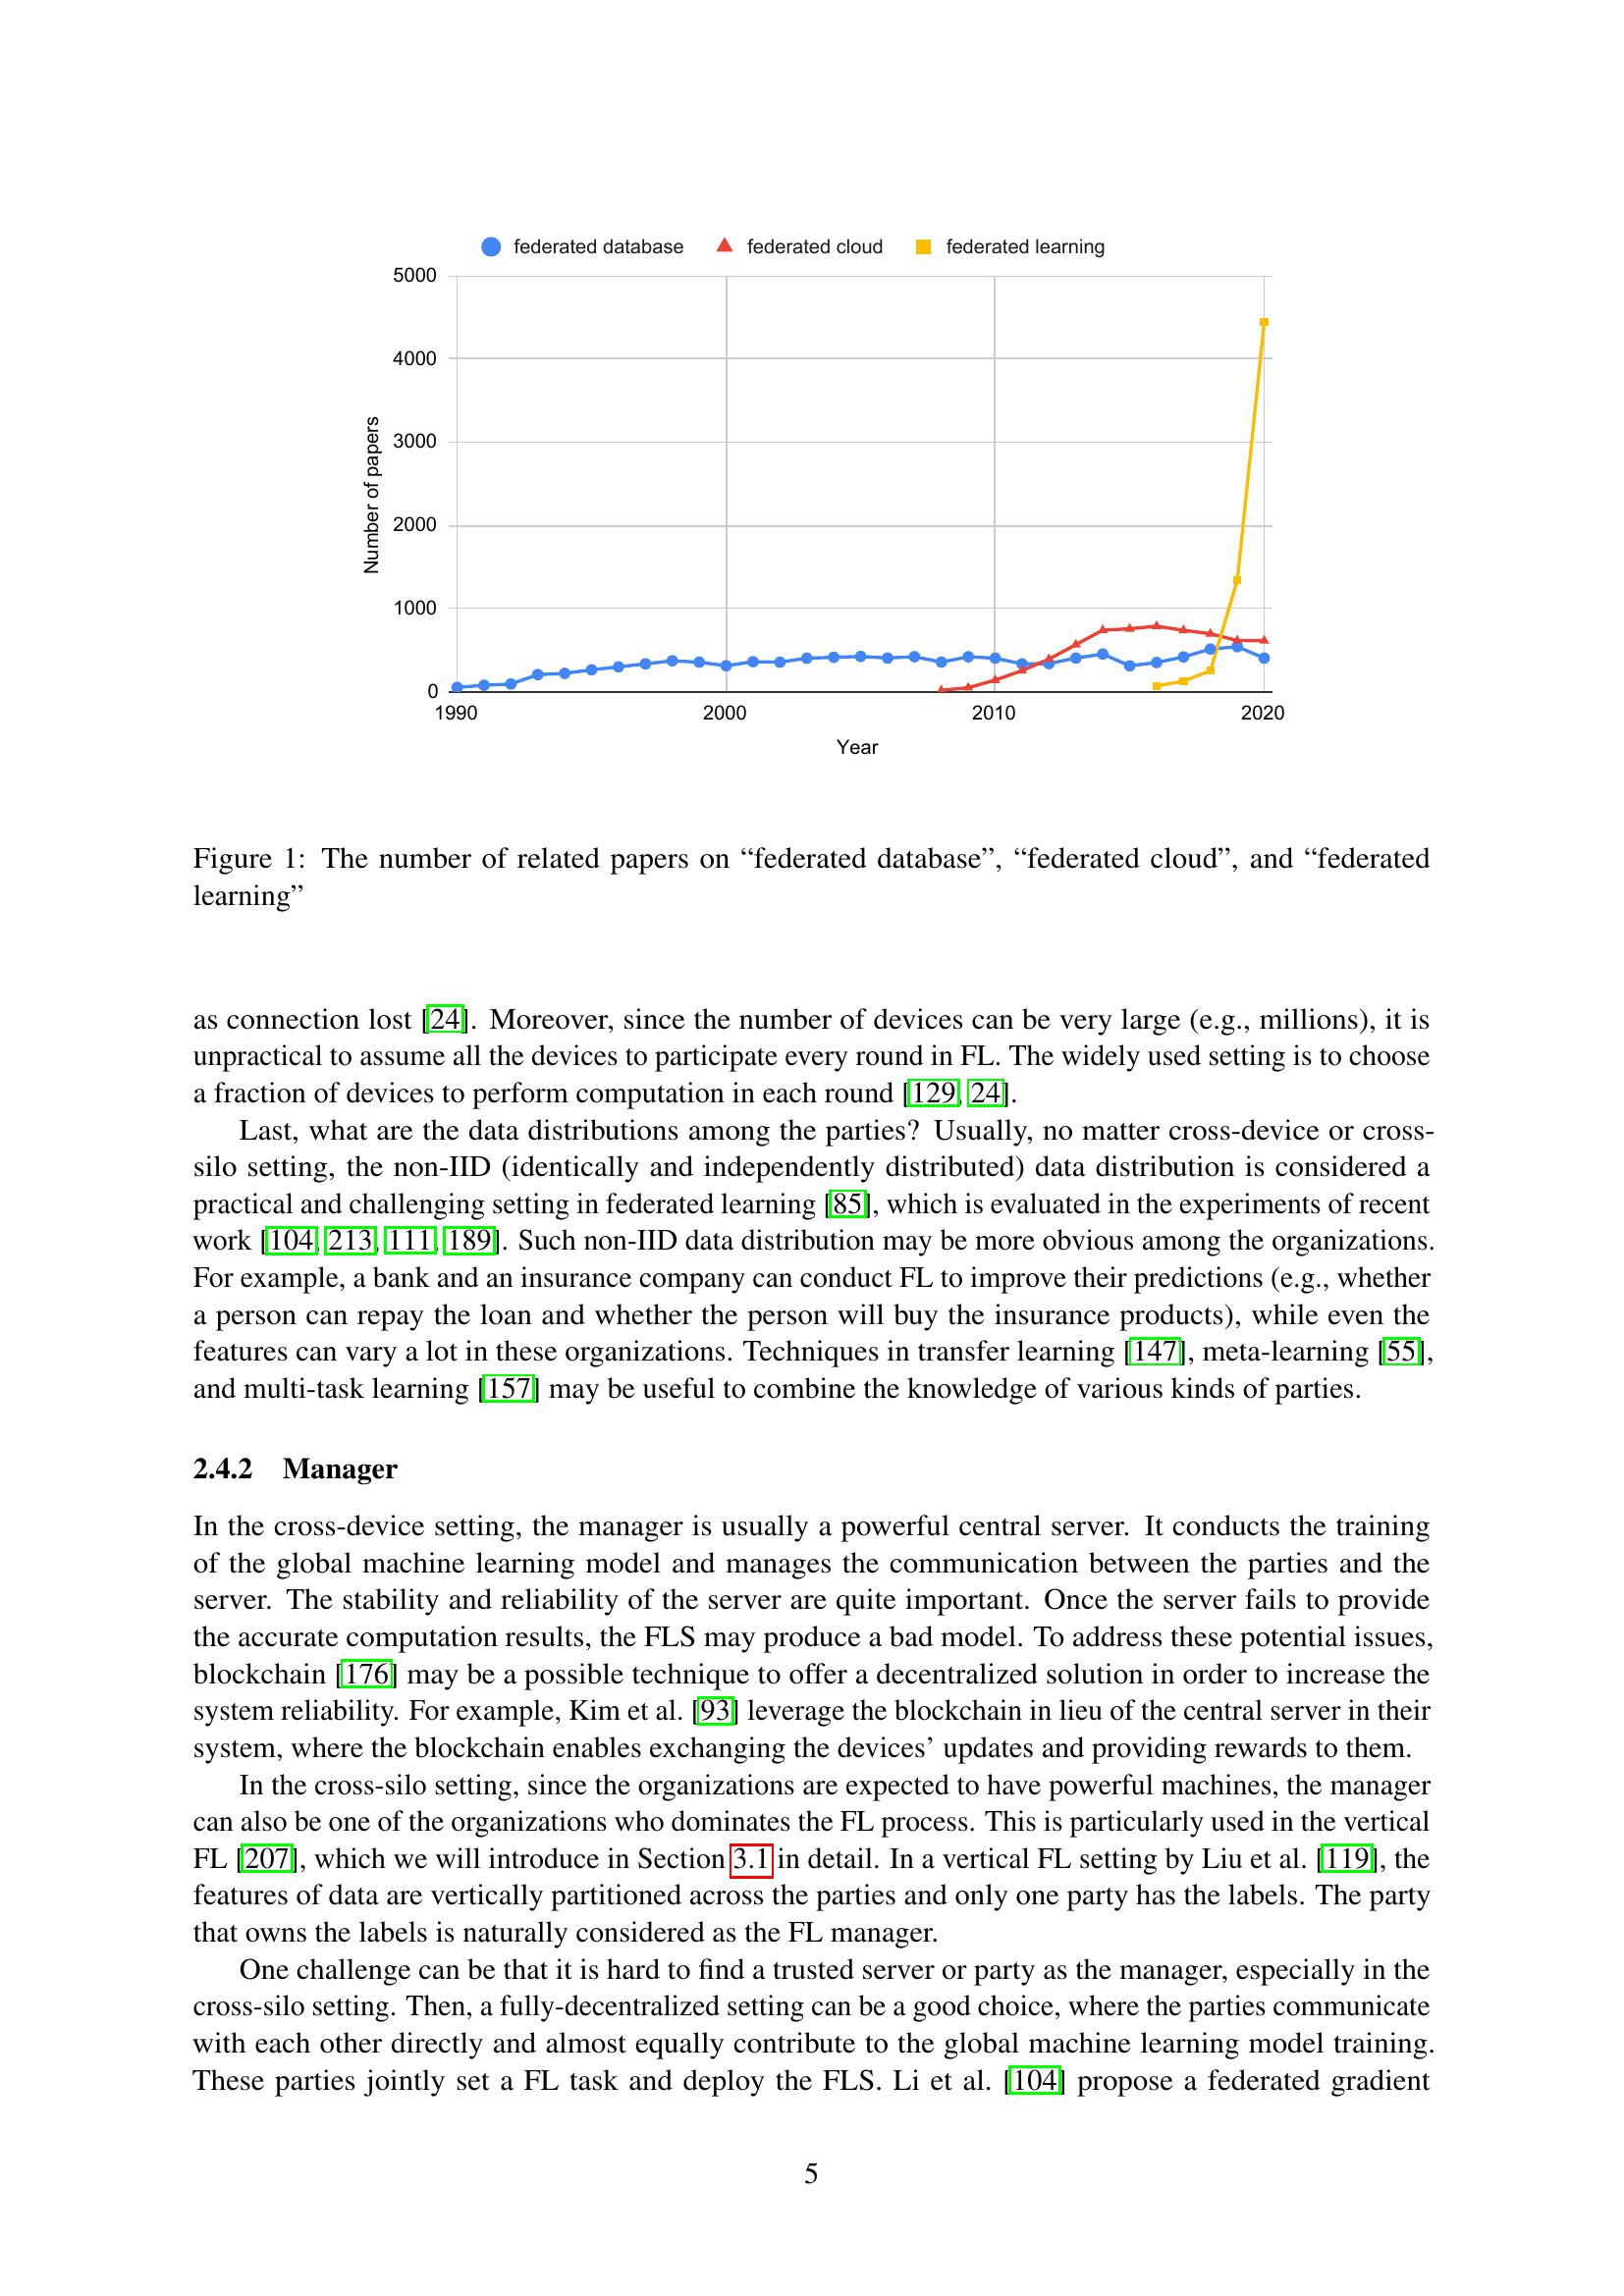 federated database federated cloud federated learning
5000
4000
3000
2000
1000
0
Number of papers
1990 2000 2010 2020
Year
Figure 1: The number of related papers on “federated database”, “federated cloud”, and “federated
learning”
as connection lost [24]. Moreover, since the number of devices can be very large (e.g., millions), it is
unpractical to assume all the devices to participate every round in FL. The widely used setting is to choose
a fraction of devices to perform computation in each round [129, 24].
Last, what are the data distributions among the parties? Usually, no matter cross-device or cross-
silo setting, the non-IID (identically and independently distributed) data distribution is considered a
practical and challenging setting in federated learning [85], which is evaluated in the experiments of recent
work [104, 213, 111, 189]. Such non-IID data distribution may be more obvious among the organizations.
For example, a bank and an insurance company can conduct FL to improve their predictions (e.g., whether
a person can repay the loan and whether the person will buy the insurance products), while even the
features can vary a lot in these organizations. Techniques in transfer learning [147], meta-learning [55],
and multi-task learning [157] may be useful to combine the knowledge of various kinds of parties.
2.4.2 Manager
In the cross-device setting, the manager is usually a powerful central server. It conducts the training
of the global machine learning model and manages the communication between the parties and the
server. The stability and reliability of the server are quite important. Once the server fails to provide
the accurate computation results, the FLS may produce a bad model. To address these potential issues,
blockchain [176] may be a possible technique to offer a decentralized solution in order to increase the
system reliability. For example, Kim et al. [93] leverage the blockchain in lieu of the central server in their
system, where the blockchain enables exchanging the devices’ updates and providing rewards to them.
In the cross-silo setting, since the organizations are expected to have powerful machines, the manager
can also be one of the organizations who dominates the FL process. This is particularly used in the vertical
FL [207], which we will introduce in Section 3.1 in detail. In a vertical FL setting by Liu et al. [119], the
features of data are vertically partitioned across the parties and only one party has the labels. The party
that owns the labels is naturally considered as the FL manager.
One challenge can be that it is hard to find a trusted server or party as the manager, especially in the
cross-silo setting. Then, a fully-decentralized setting can be a good choice, where the parties communicate
with each other directly and almost equally contribute to the global machine learning model training.
These parties jointly set a FL task and deploy the FLS. Li et al. [104] propose a federated gradient
5